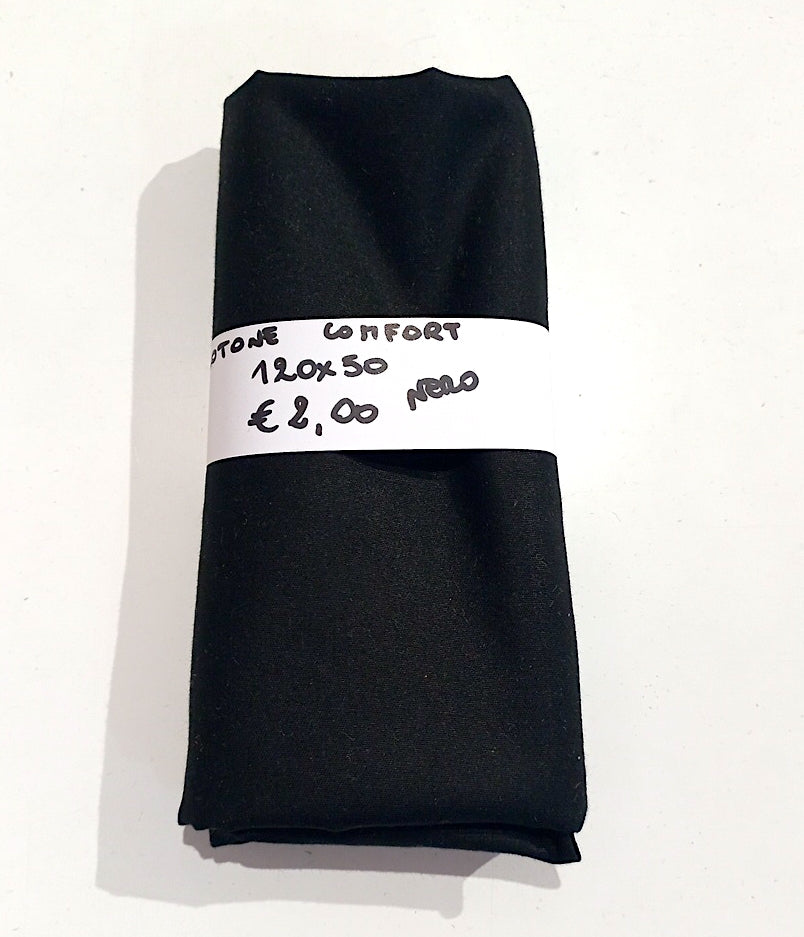 OTONE COMFORT
120x50
€ 2,00 NERO